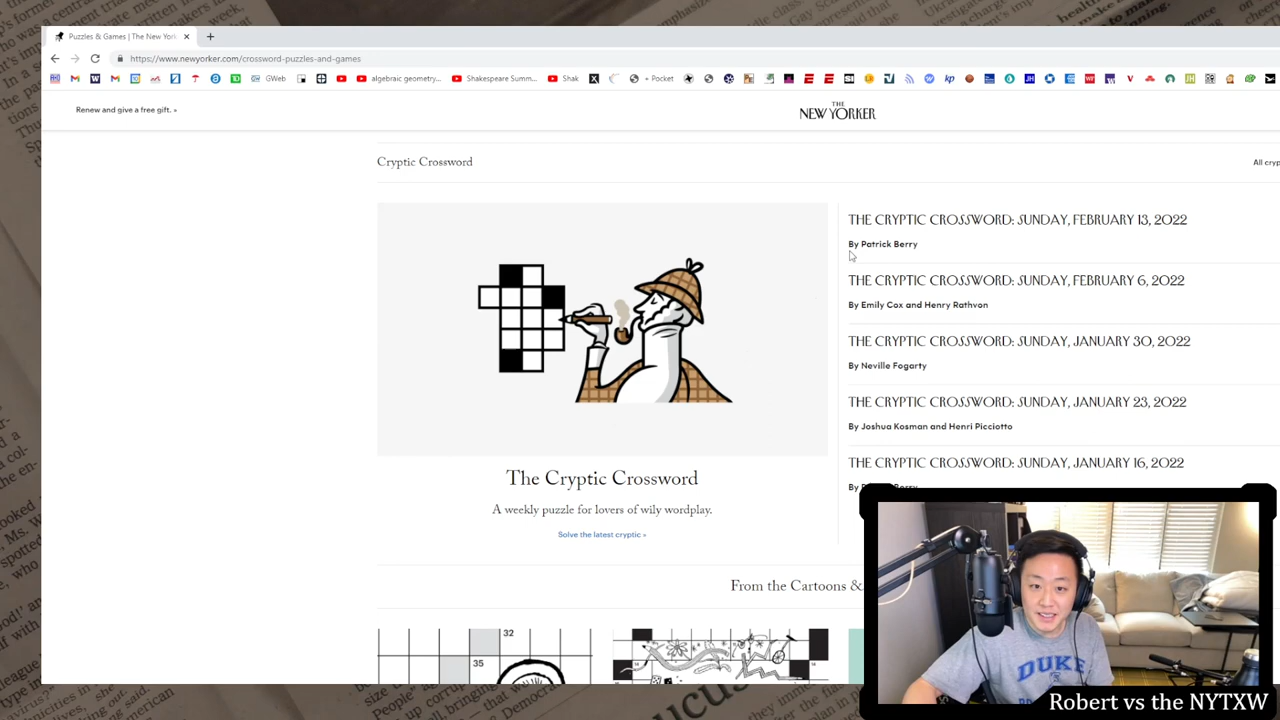 Puzzles & Games | The New York
https://www.newyorker.com/crossword-puzzles-and-games
GWeb
algebraic geometry...
Shakespeare Summ...
Shak
+ Pocket
Renew and give a free gift. »
THE
NEW YORKER
Cryptic Crossword
All cryp
THE CRYPTIC CROSSWORD: SUNDAY, FEBRUARY 13, 2022
By Patrick Berry
THE CRYPTIC CROSSWORD: SUNDAY, FEBRUARY 6, 2022
By Emily Cox and Henry Rathvon
THE CRYPTIC CROSSWORD: SUNDAY, JANUARY 30, 2022
By Neville Fogarty
THE CRYPTIC CROSSWORD: SUNDAY, JANUARY 23, 2022
By Joshua Kosman and Henri Picciotto
THE CRYPTIC CROSSWORD: SUNDAY, JANUARY 16, 2022
By
The Cryptic Crossword
A weekly puzzle for lovers of wily wordplay.
Solve the latest cryptic »
From the Cartoons &
32
35
DUKE
Robert vs the NYTXW